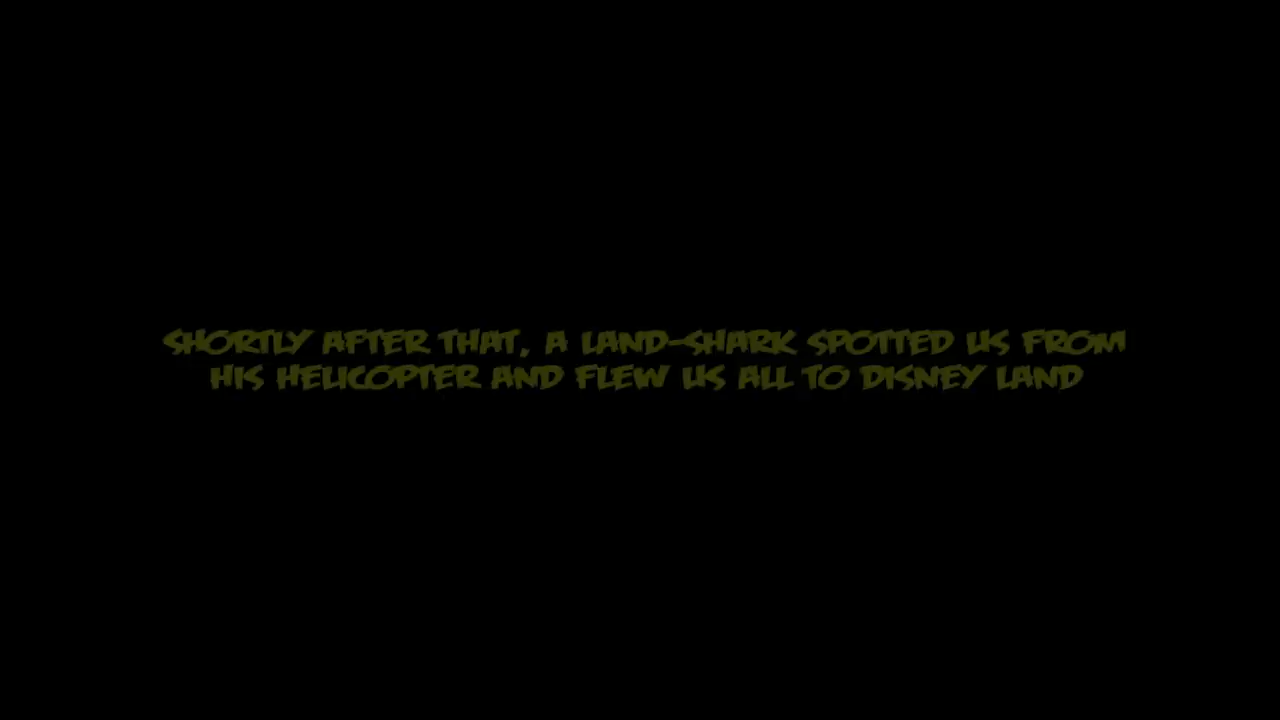 SHORTLY AFTER THAT, A LAND-SHARK SPOTTED US FROM
HIS HELICOPTER AND FLEW US ALL TO DISNEY LAND